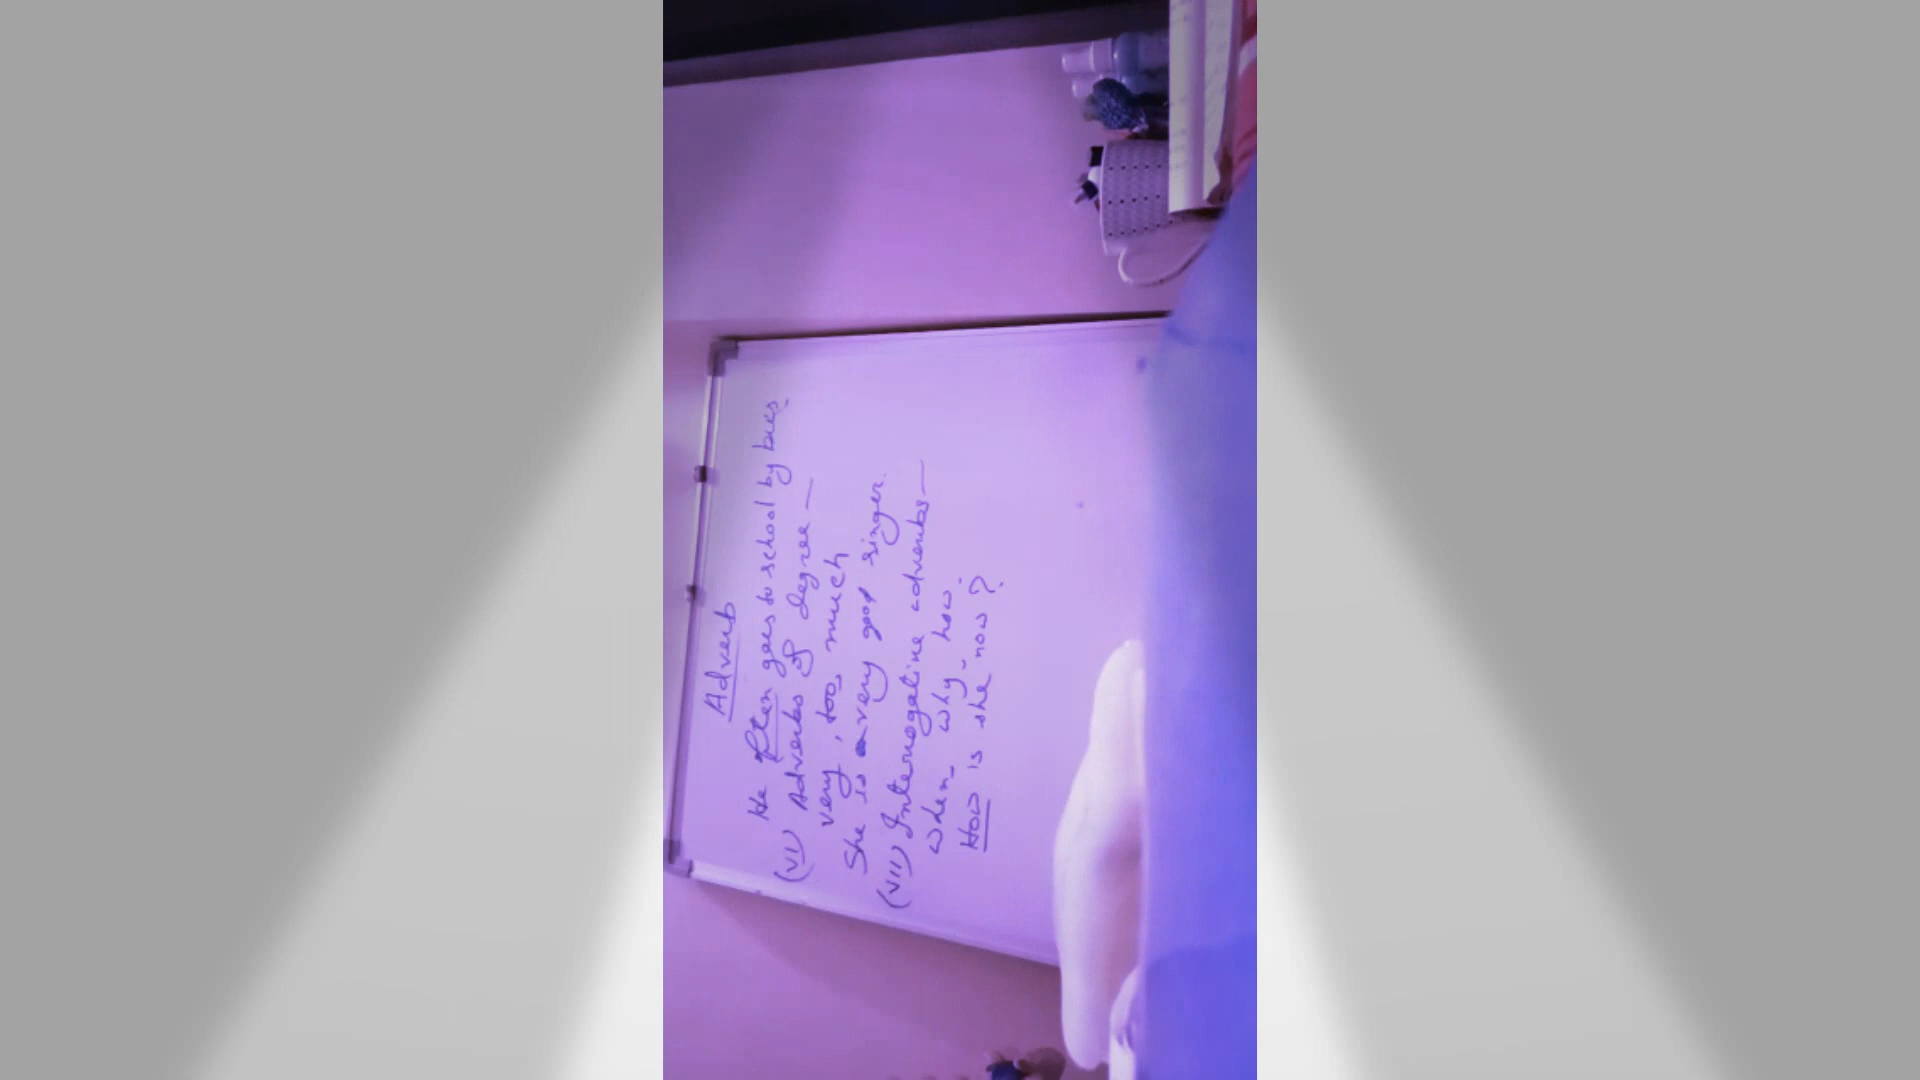 Adverb
He often goes to school by bus.
(VI) Adverbs of degree —
very, too, much
She is very good singer.
(VII) Interrogative adverbs —
When - why - how.
How is she now?